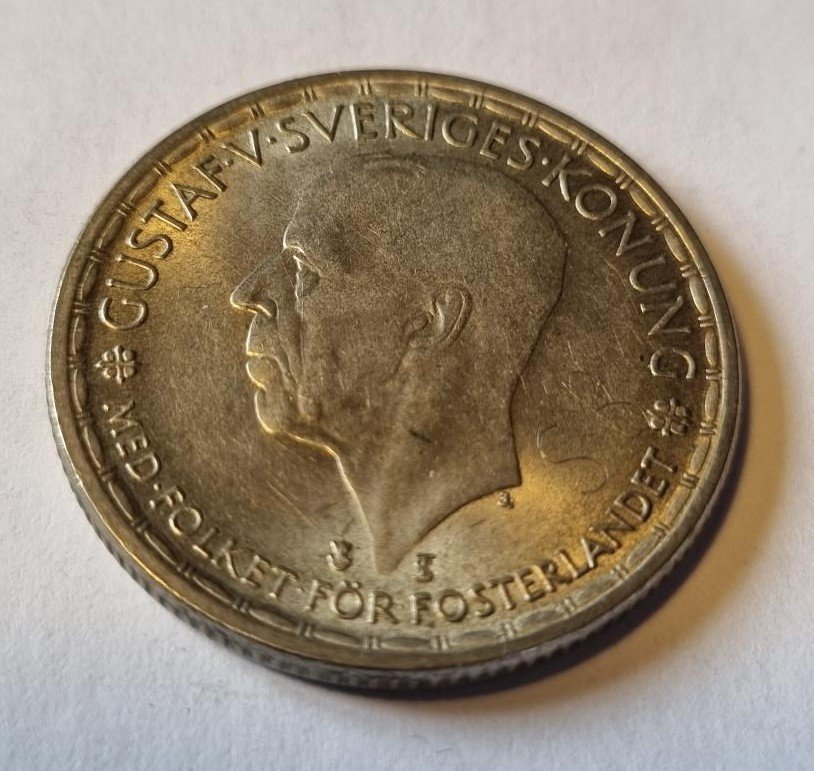 GUSTAF·V·SVERIGES·KONUNG
MED·FOLKET·FÖR FOSTERLANDET